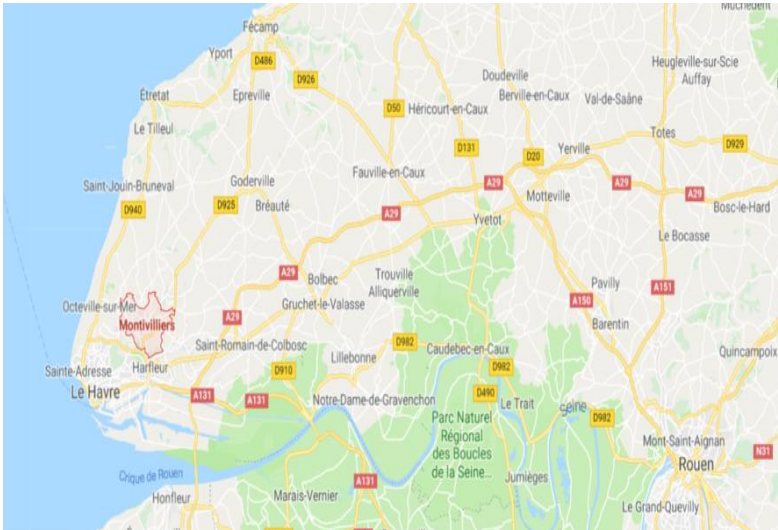 Muchedent
Fécamp
Yport
D486
Heugleville-sur-Scie
Auffay
D926
Doudeville
Étretat
Epreville
Berville-en-Caux
Val-de-Saâne
D50
Héricourt-en-Caux
Le Tilleul
Totes
D131
D929
Yerville
D20
Fauville-en-Caux
Goderville
Saint-Jouin-Bruneval
A29
A29
A29
Motteville
D940
D925
Bréauté
A29
Bosc-le-Hard
Yvetot
Le Bocasse
A29
Trouville
Alliquerville
Bolbec
Pavilly
A151
Octeville-sur-Mer
Gruchet-le-Valasse
A150
Montivilliers
A29
Barentin
Saint-Romain-de-Colbosc
D982
Caudebec-en-Caux
Quincampoix
Lillebonne
Harfleur
Sainte-Adresse
D910
D982
Le Havre
A131
A131
Notre-Dame-de-Gravenchon
D490
Le Trait
Seine
D982
Parc Naturel
Régional
des Boucles
de la Seine...
Mont-Saint-Aignan
N31
Rouen
Crique de Rouen
A131
Jumièges
Honfleur
Marais-Vernier
Le Grand-Quevilly